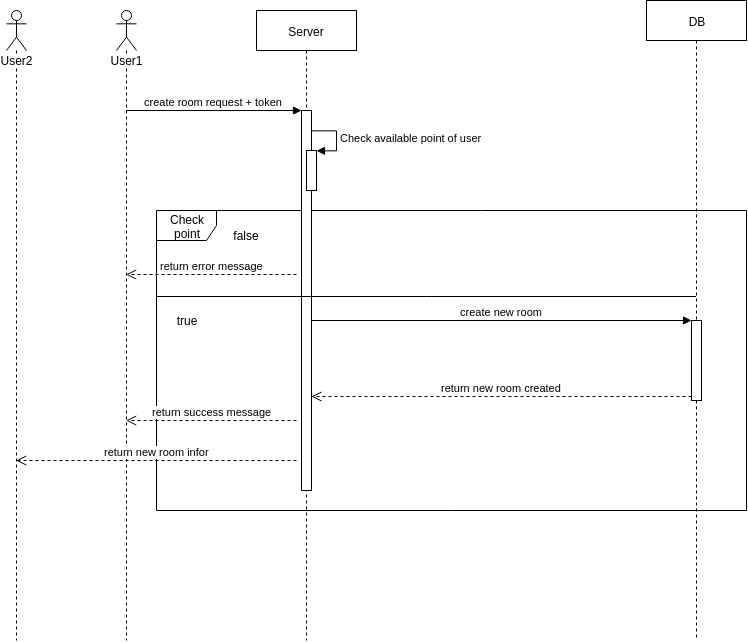 User2
User1
Server
DB
create room request + token
Check available point of user
Check
point
false
return error message
true
create new room
return new room created
return success message
return new room infor